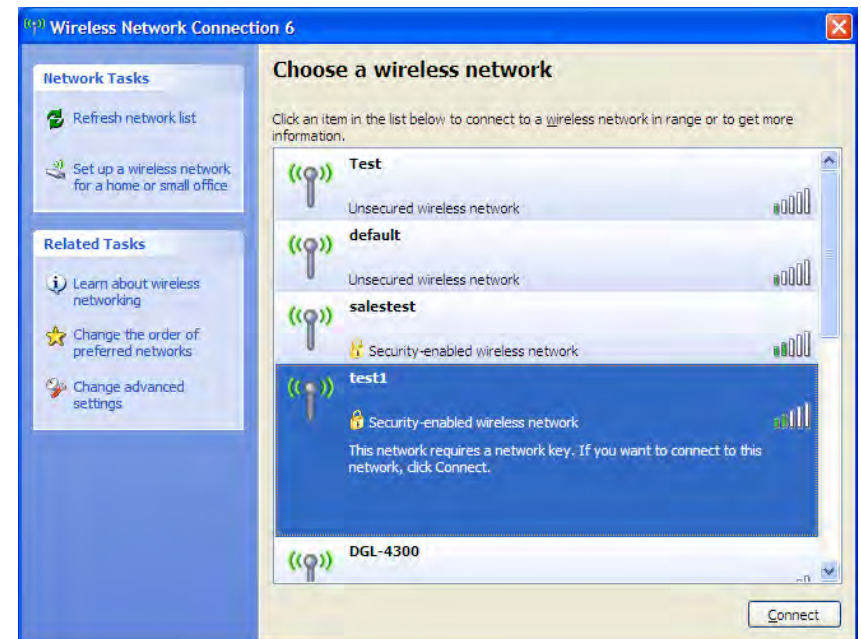 Wireless Network Connection 6
Network Tasks
Refresh network list
Set up a wireless network
for a home or small office
Related Tasks
Learn about wireless
networking
Change the order of
preferred networks
Change advanced
settings
Choose a wireless network
Click an item in the list below to connect to a wireless network in range or to get more
information.
Test
Unsecured wireless network
default
Unsecured wireless network
salestest
Security-enabled wireless network
test1
Security-enabled wireless network
This network requires a network key. If you want to connect to this
network, click Connect.
DGL-4300
Connect